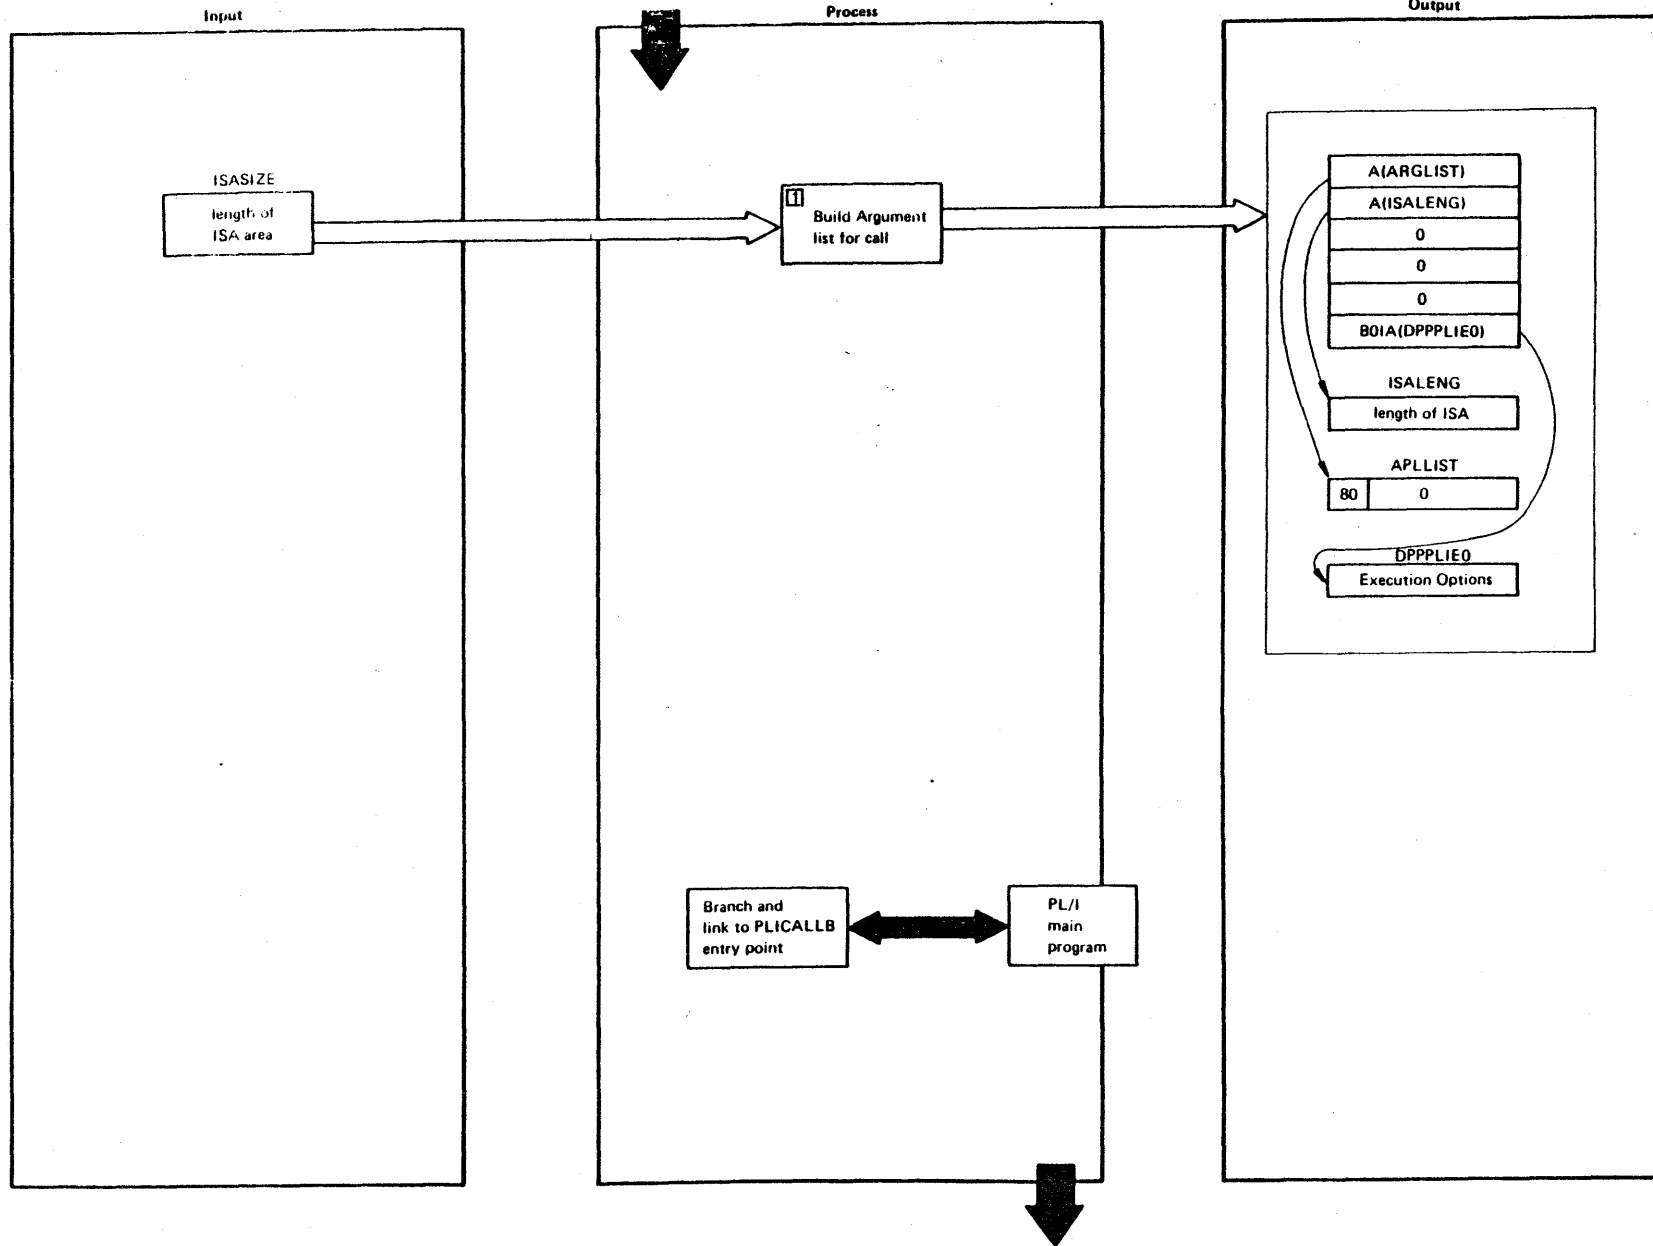 Input
Process
Output
ISASIZE
length of
ISA area
1
Build Argument
list for call
A(ARGLIST)
A(ISALENG)
0
0
0
80IA(DPPPLIE0)
ISALENG
length of ISA
APLLIST
80 0
DPPPLIE0
Execution Options
Branch and
link to PLICALLB
entry point
PL/I
main
program